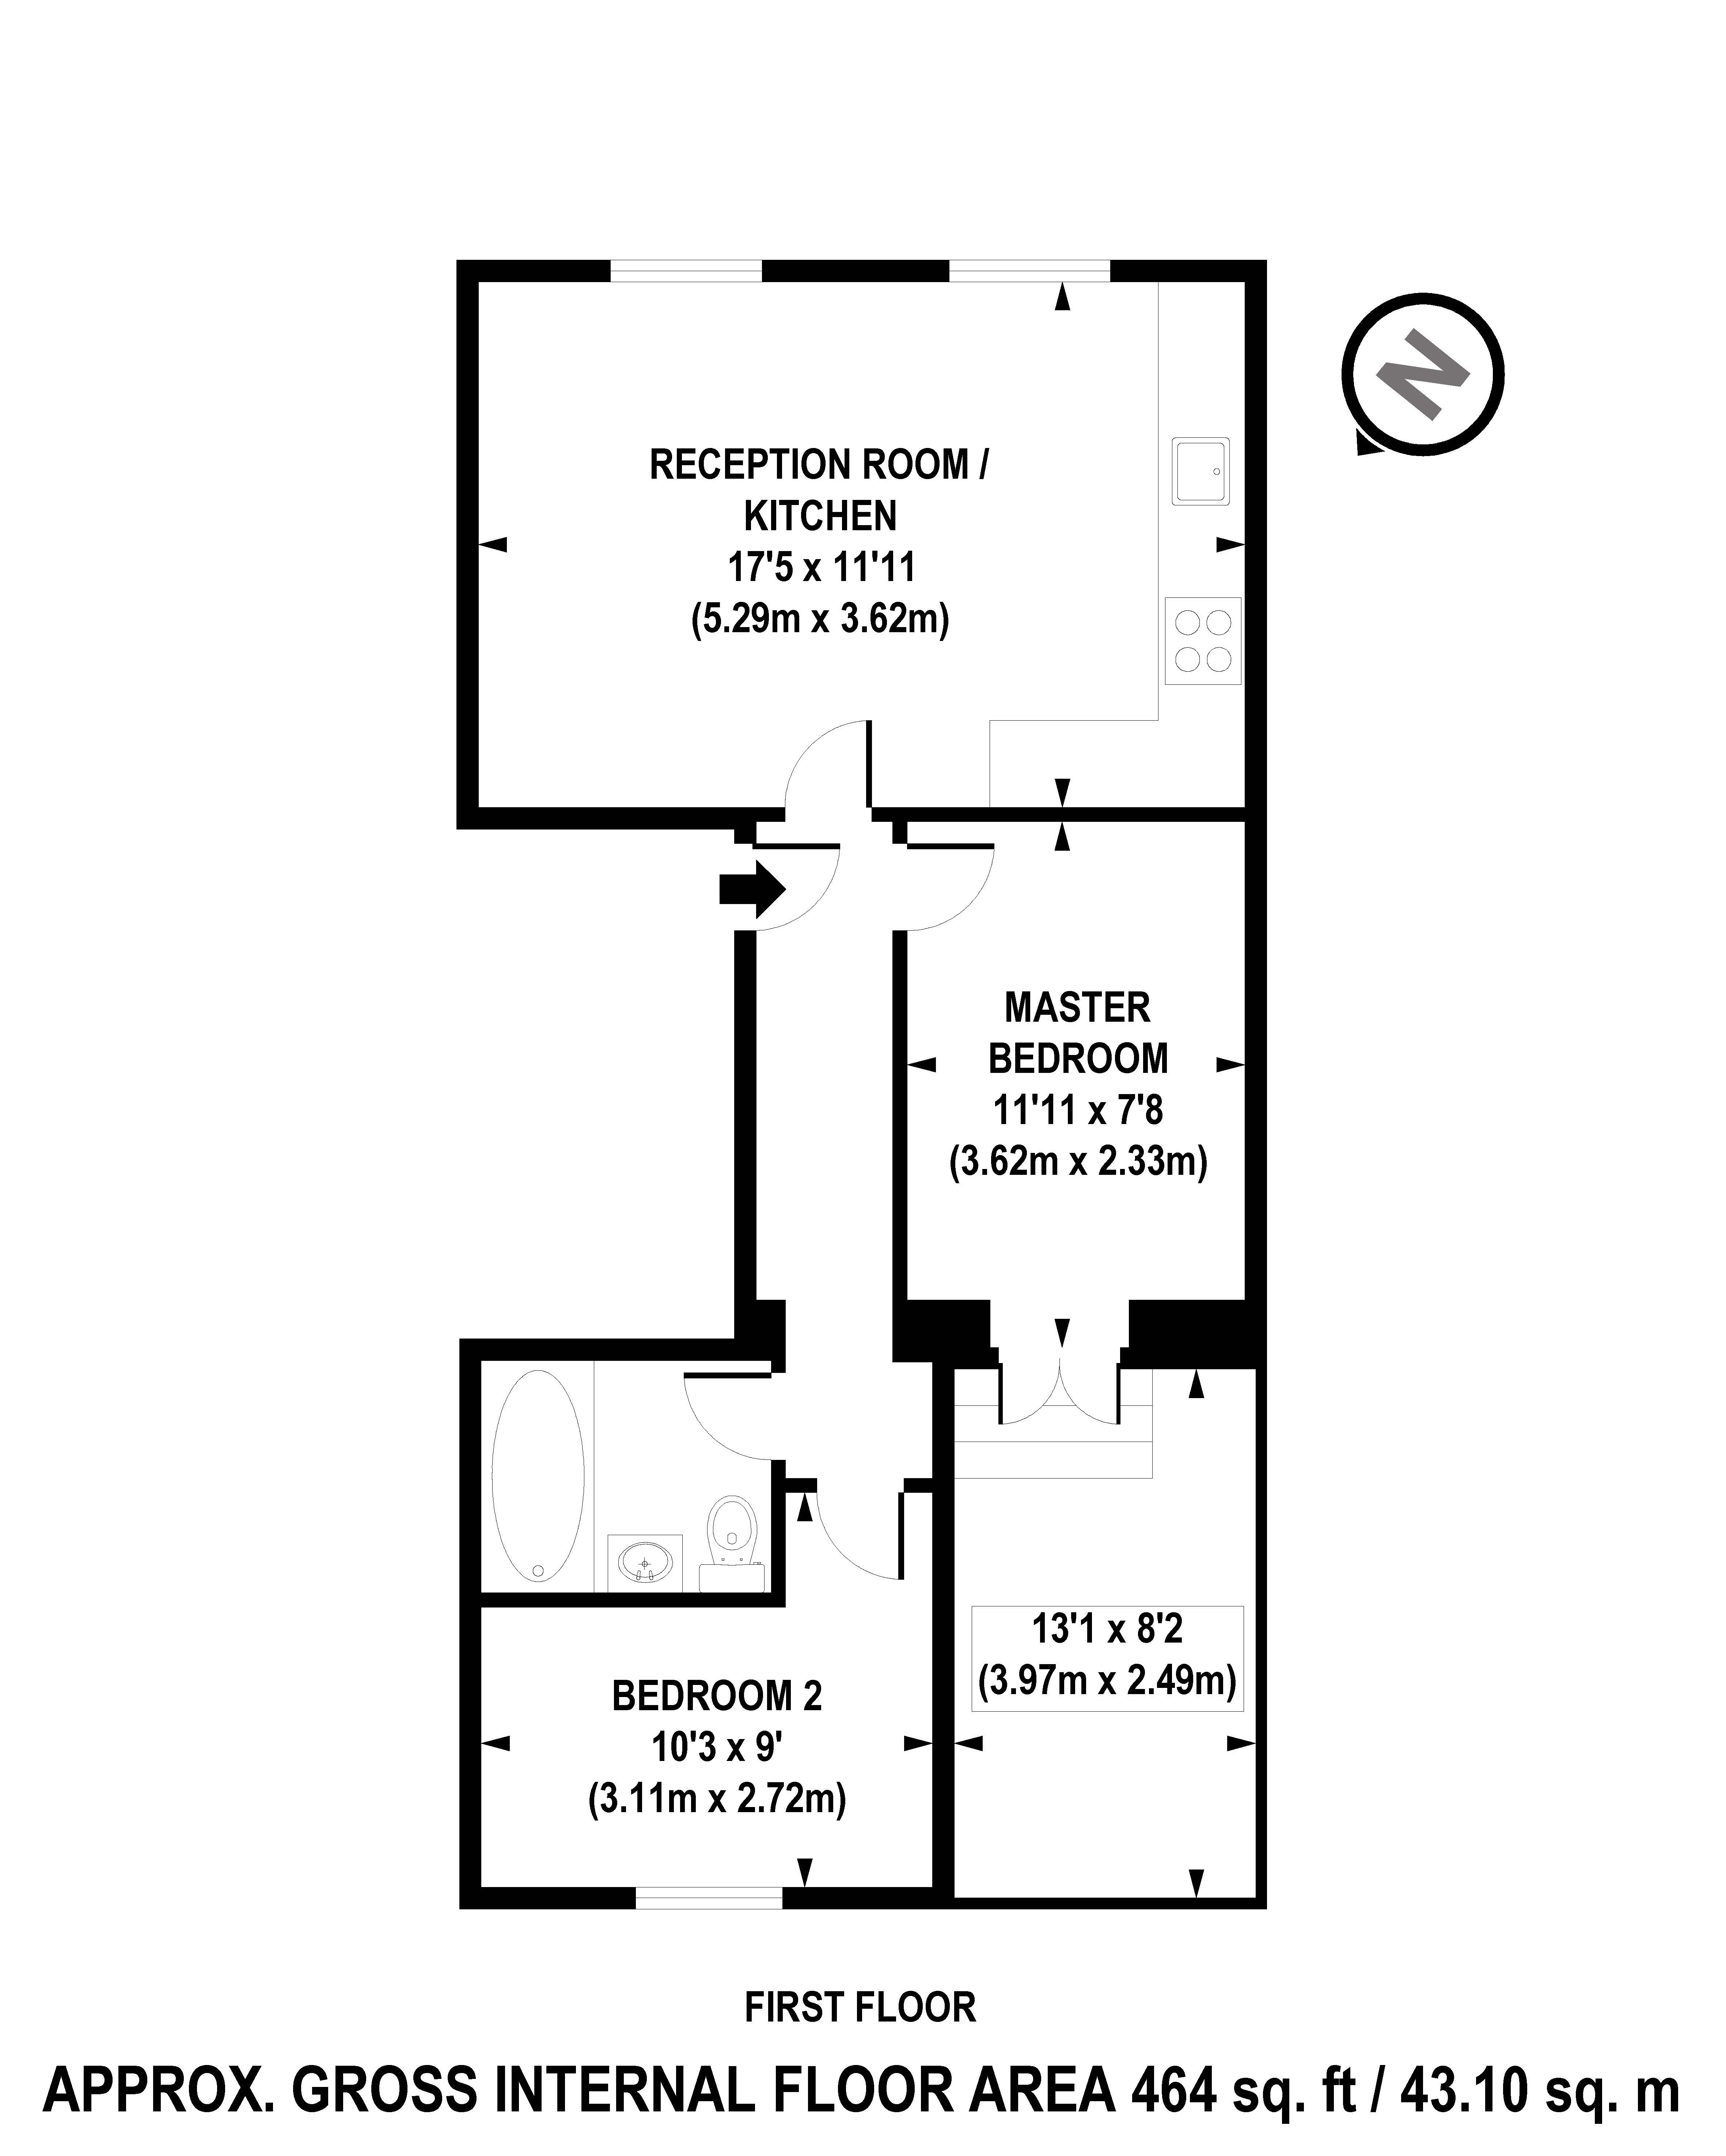 N
RECEPTION ROOM /
KITCHEN
17'5 x 11'11
(5.29m x 3.62m)
MASTER
BEDROOM
11'11 x 7'8
(3.62m x 2.33m)
13'1 x 8'2
(3.97m x 2.49m)
BEDROOM 2
10'3 x 9'
(3.11m x 2.72m)
FIRST FLOOR
APPROX. GROSS INTERNAL FLOOR AREA 464 sq. ft / 43.10 sq. m